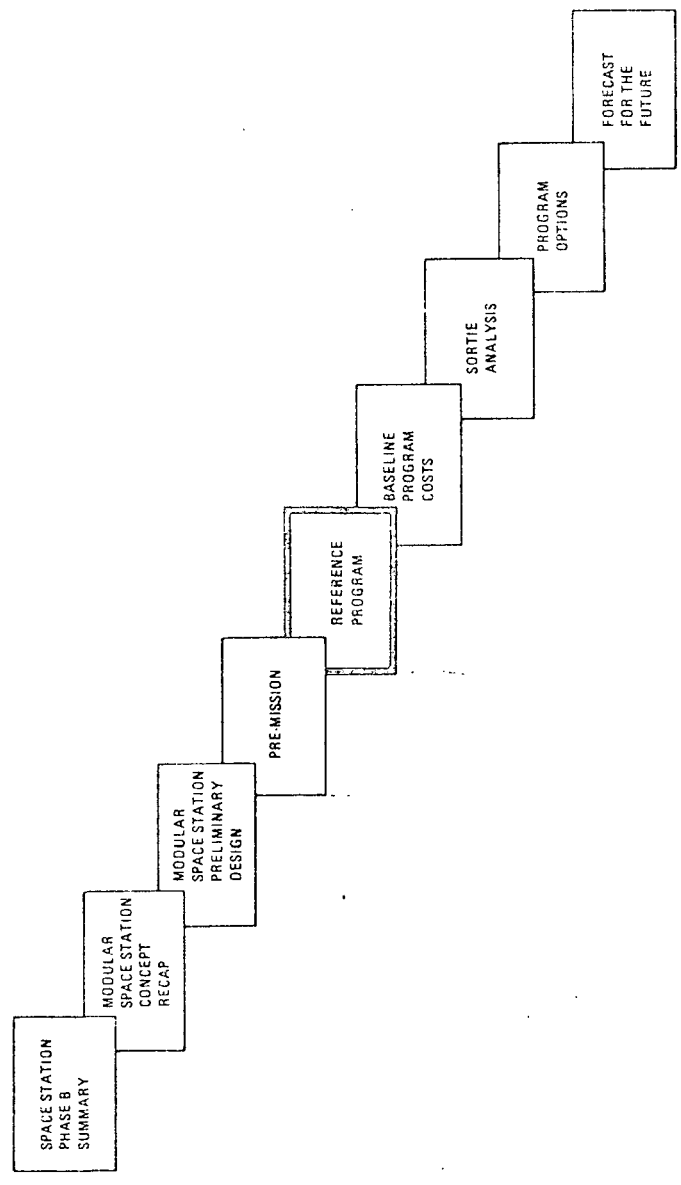 SPACE STATION
PHASE B
SUMMARY
MODULAR
SPACE STATION
CONCEPT
RECAP
MODULAR
SPACE STATION
PRELIMINARY
DESIGN
PRE-MISSION
REFERENCE
PROGRAM
BASELINE
PROGRAM
COSTS
SORTIE
ANALYSIS
PROGRAM
OPTIONS
FORECAST
FOR THE
FUTURE